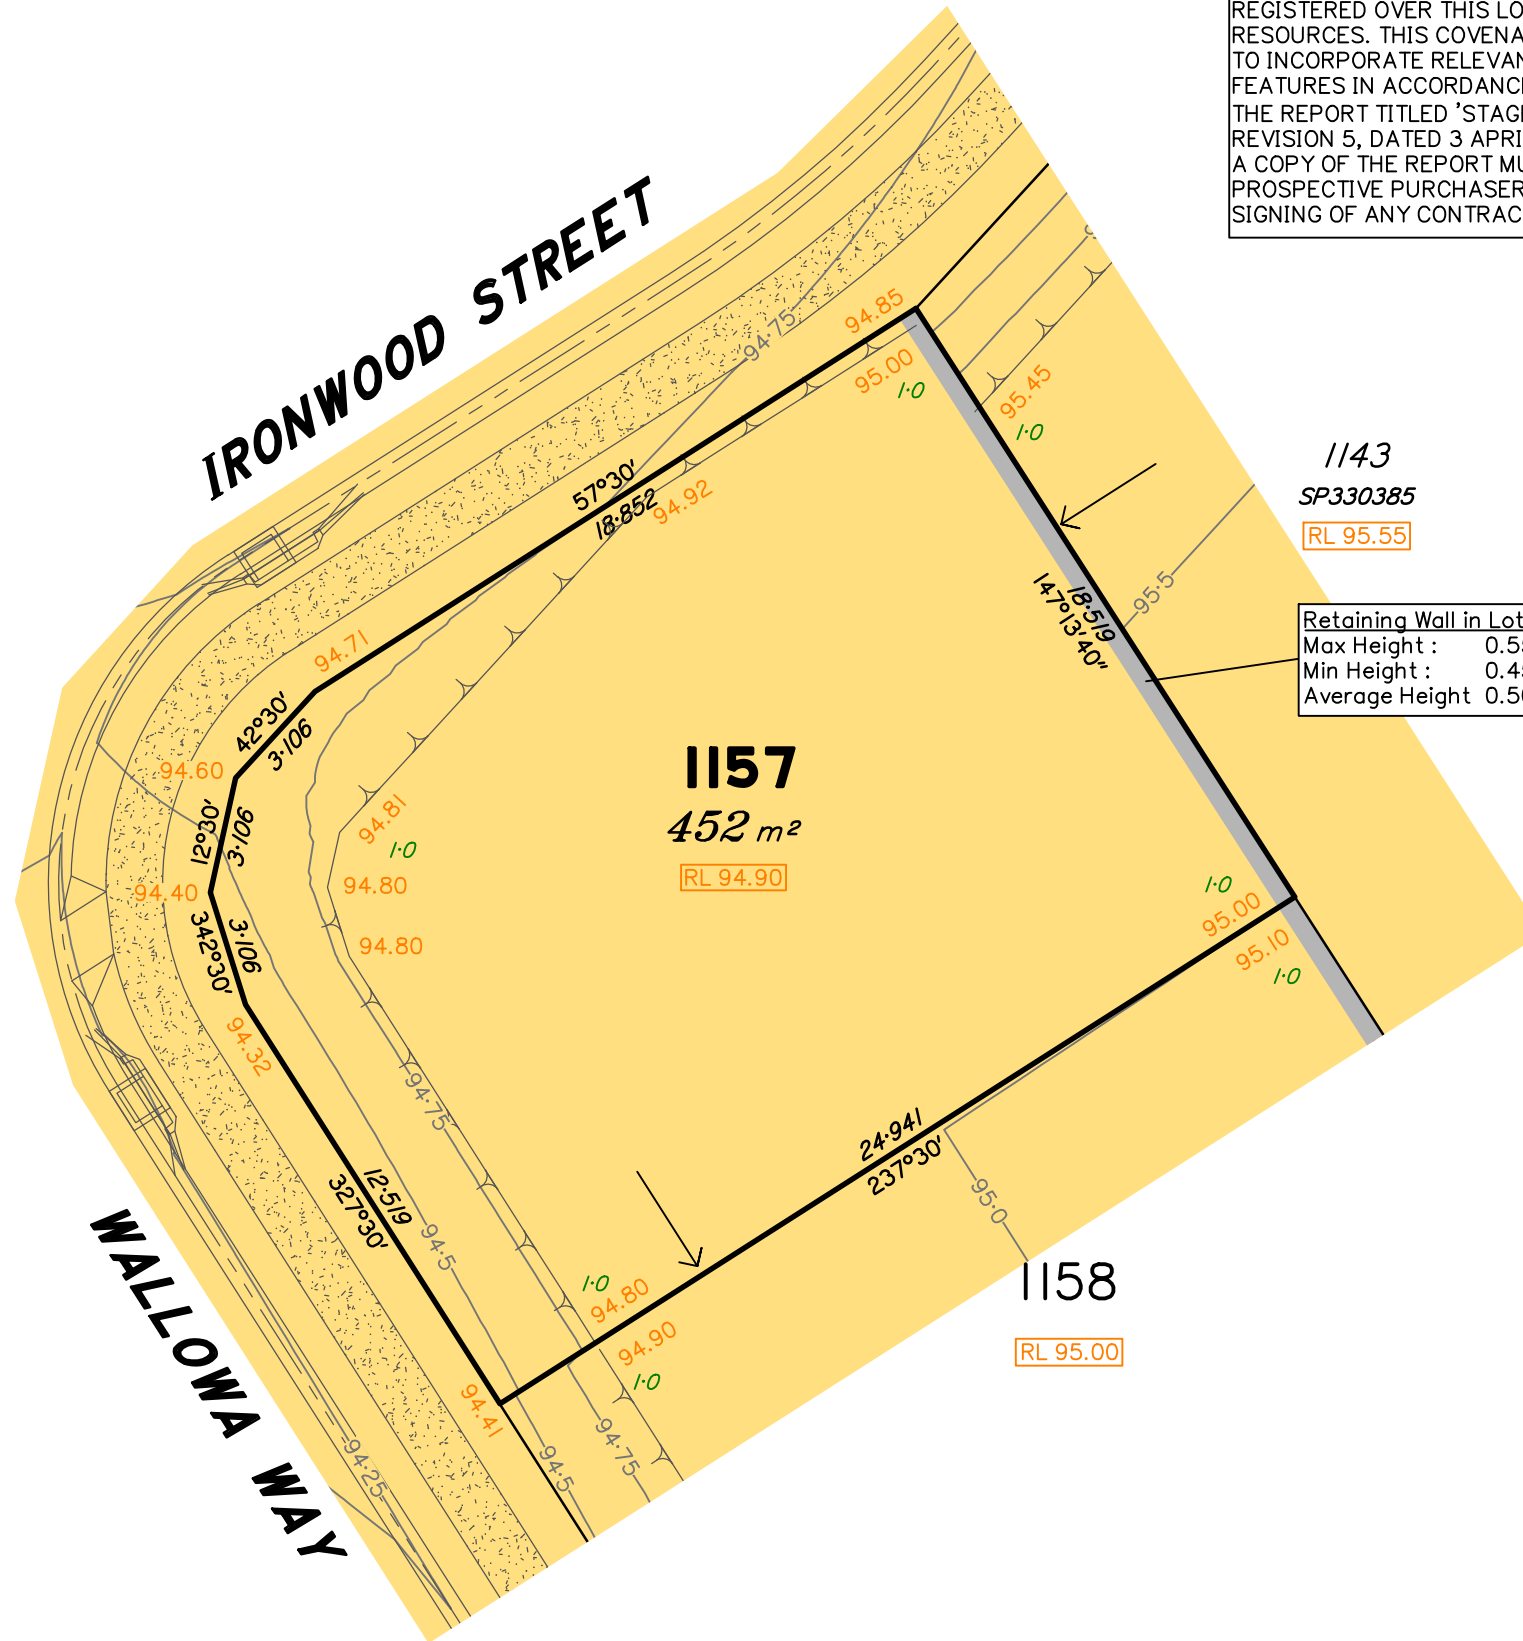 REGISTERED OVER THIS LO
RESOURCES. THIS COVENA
TO INCORPORATE RELEVAN
FEATURES IN ACCORDANC
THE REPORT TITLED 'STAG
REVISION 5, DATED 3 APRI
A COPY OF THE REPORT MU
PROSPECTIVE PURCHASER
SIGNING OF ANY CONTRAC
IRONWOOD STREET
94.85
94·75
95.00
1·0
95.45
1·0
57°30'
18·852
94.92
1143
SP330385
RL 95.55
18·519
147°13'40"
95·5
Retaining Wall in Lot
Max Height :
Min Height :
Average Height
94.71
42°30'
3·106
94.60
12°30'
3·106
94.81
1·0
1157
452 m²
RL 94.90
94.40
94.80
342°30'
3·106
94.80
1·0
95.00
95.10
1·0
94.32
94·75
24·941
237°30'
12·519
327°30'
94·5
95·0
1·0
94.80
94.90
1·0
1158
RL 95.00
94.41
94·5
94·75
94·25
WALLOWA WAY